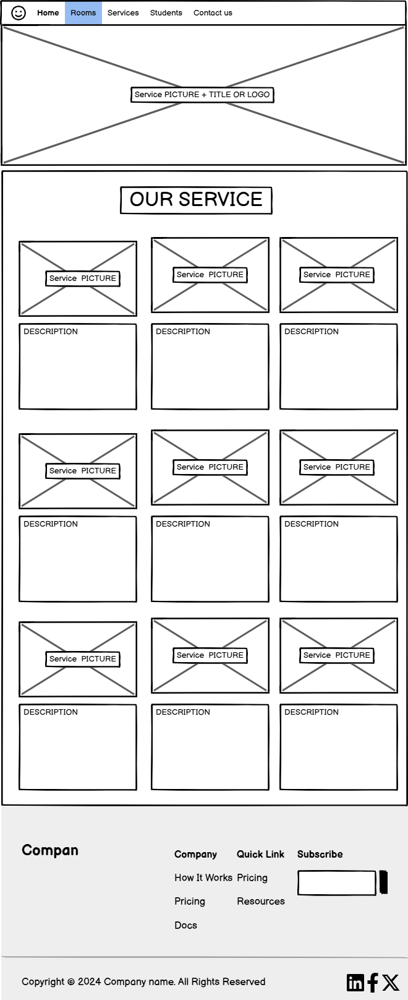 Home Rooms Services Students Contact us
Service PICTURE + TITLE OR LOGO
OUR SERVICE
Service PICTURE Service PICTURE Service PICTURE
DESCRIPTION DESCRIPTION DESCRIPTION
Service PICTURE Service PICTURE Service PICTURE
DESCRIPTION DESCRIPTION DESCRIPTION
Service PICTURE Service PICTURE Service PICTURE
DESCRIPTION DESCRIPTION DESCRIPTION
Compan
Company Quick Link Subscribe
How It Works Pricing
Pricing Resources
Docs
Copyright © 2024 Company name. All Rights Reserved